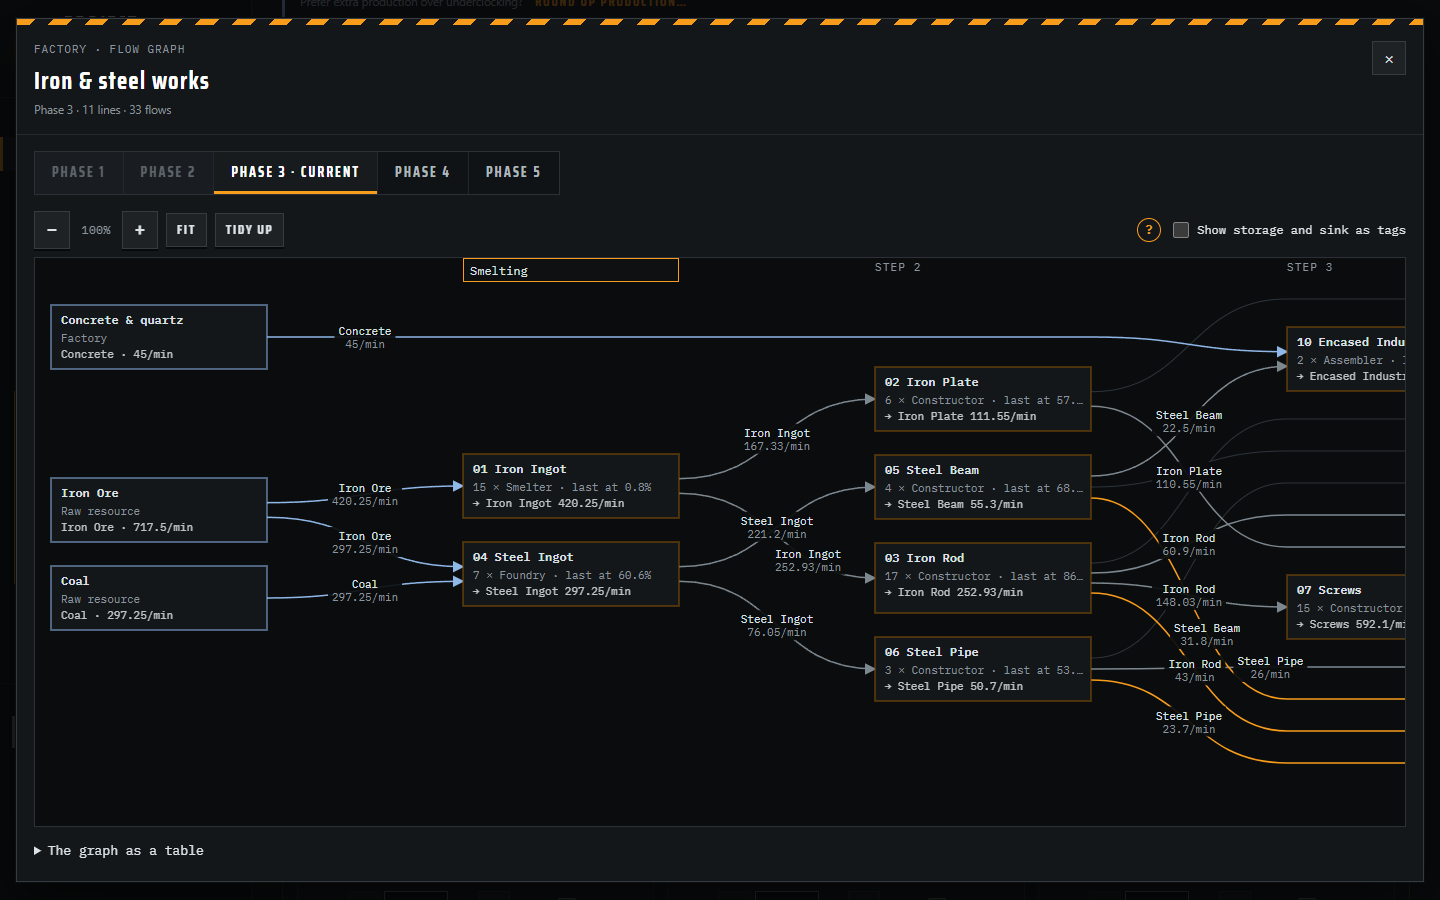 Prefer extra production over underclocking? ROUND UP PRODUCTION...
FACTORY · FLOW GRAPH
Iron & steel works
Phase 3 · 11 lines · 33 flows
×
PHASE 1
PHASE 2
PHASE 3 · CURRENT
PHASE 4
PHASE 5
−
100%
+
FIT
TIDY UP
?
Show storage and sink as tags
Smelting
STEP 2
STEP 3
Concrete & quartz
Factory
Concrete · 45/min
Concrete
45/min
Iron Ore
Raw resource
Iron Ore · 717.5/min
Coal
Raw resource
Coal · 297.25/min
Iron Ore
420.25/min
Iron Ore
297.25/min
Coal
297.25/min
01 Iron Ingot
15 × Smelter · last at 0.8%
→ Iron Ingot 420.25/min
04 Steel Ingot
7 × Foundry · last at 60.6%
→ Steel Ingot 297.25/min
Iron Ingot
167.33/min
Steel Ingot
221.2/min
Iron Ingot
252.93/min
Steel Ingot
76.05/min
02 Iron Plate
6 × Constructor · last at 57.…
→ Iron Plate 111.55/min
05 Steel Beam
4 × Constructor · last at 68.…
→ Steel Beam 55.3/min
03 Iron Rod
17 × Constructor · last at 86…
→ Iron Rod 252.93/min
06 Steel Pipe
3 × Constructor · last at 53.…
→ Steel Pipe 50.7/min
Steel Beam
22.5/min
Iron Plate
110.55/min
Iron Rod
60.9/min
Iron Rod
148.03/min
Steel Beam
31.8/min
Iron Rod
43/min
Steel Pipe
26/min
Steel Pipe
23.7/min
10 Encased Indu
2 × Assembler ·
→ Encased Industr
07 Screws
15 × Constructor
→ Screws 592.1/mi
▶ The graph as a table